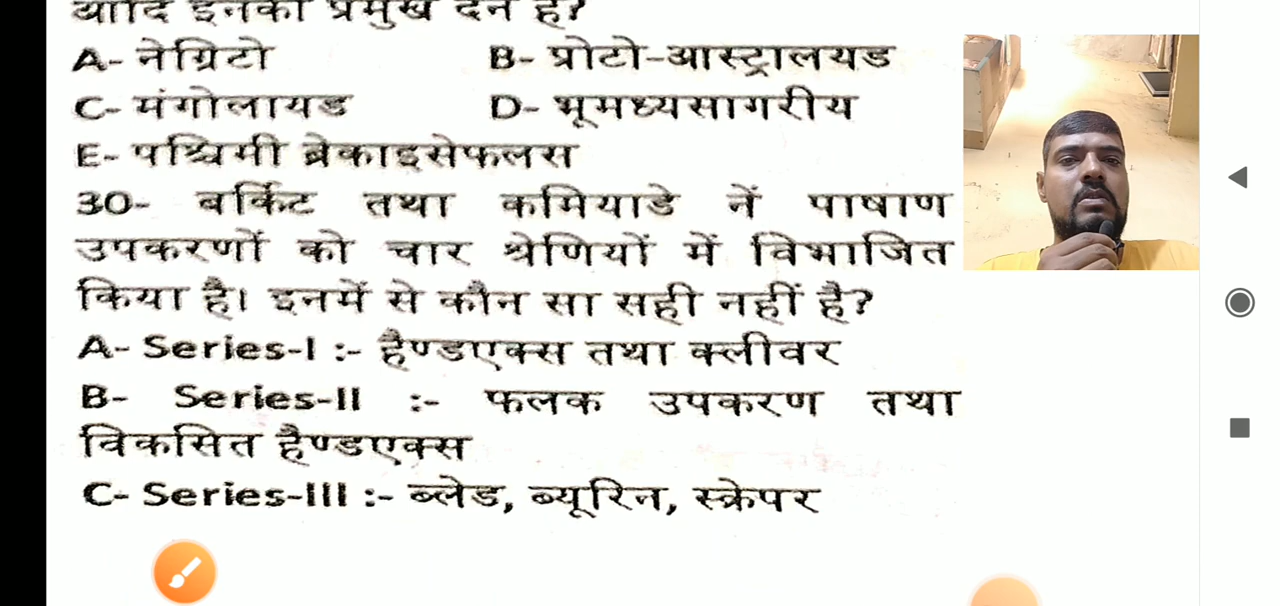 आदि इनकी प्रमुख देन है?
A- नेग्रिटो B- प्रोटो-आस्ट्रालयड
C- मंगोलायड D- भूमध्यसागरीय
E- पश्चिमी ब्रेकाइसेफलस
30- बर्किट तथा कमियाडे नें पाषाण
उपकरणों को चार श्रेणियों में विभाजित
किया है। इनमें से कौन सा सही नहीं है?
A- Series-I :- हैण्डएक्स तथा क्लीवर
B- Series-II :- फलक उपकरण तथा
विकसित हैण्डएक्स
C- Series-III :- ब्लेड, ब्यूरिन, स्क्रेपर